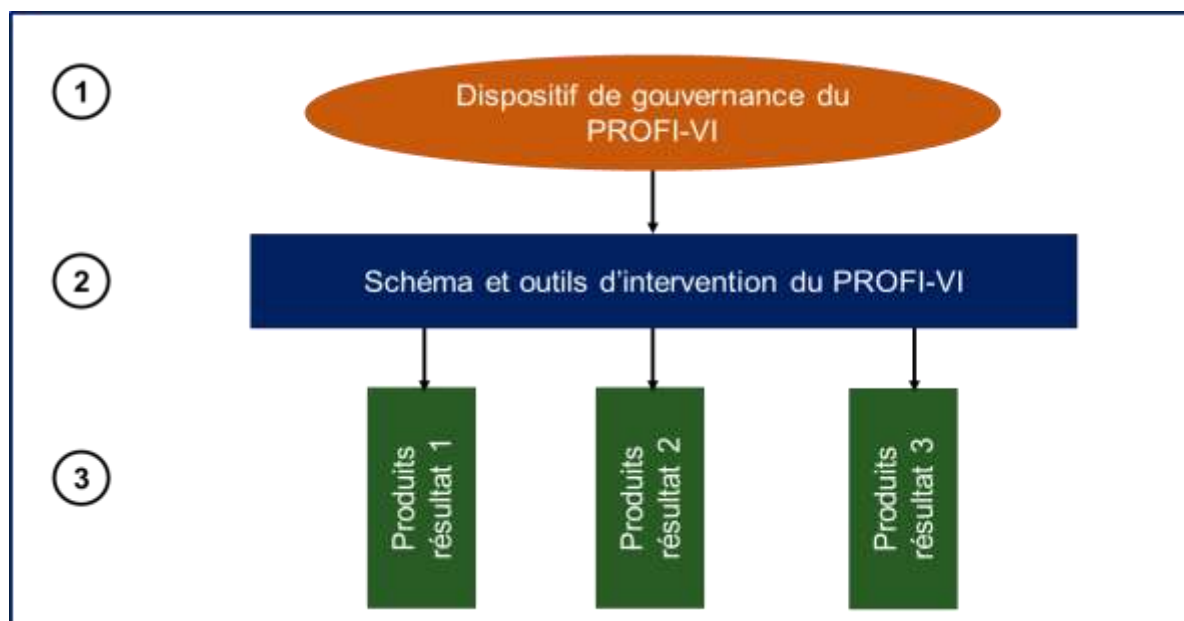 1
Dispositif de gouvernance du
PROFI-VI
2
Schéma et outils d’intervention du PROFI-VI
3
Produits
résultat 1
Produits
résultat 2
Produits
résultat 3